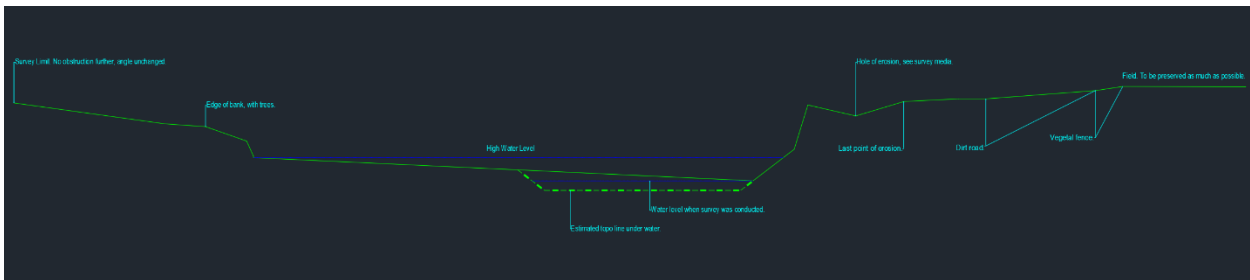 Survey Limit. No obstruction further, angle unchanged.
Hole of erosion, see survey media.
Field. To be preserved as much as possible.
Edge of bank, with trees.
Vegetal fence.
High Water Level
Last point of erosion.
Dirt road.
Water level when survey was conducted.
Estimated topo line under water.